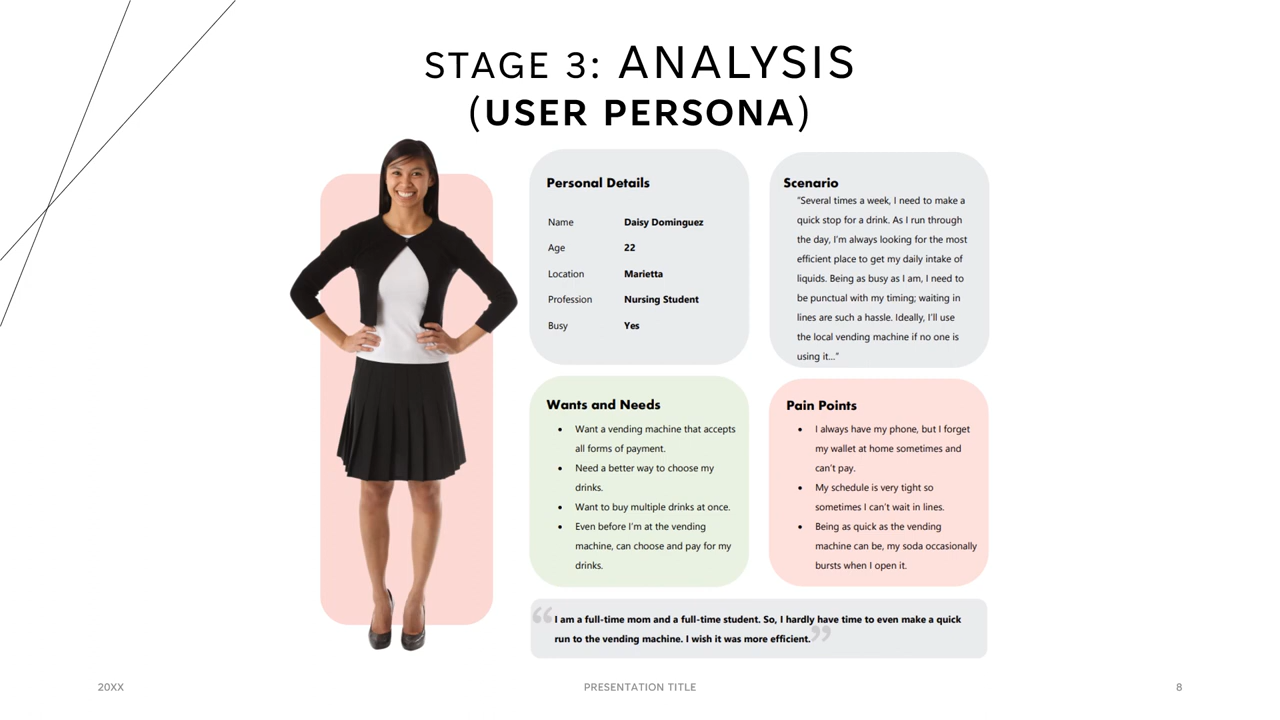 STAGE 3: ANALYSIS
(USER PERSONA)
Personal Details
Name Daisy Dominguez
Age 22
Location Marietta
Profession Nursing Student
Busy Yes
Scenario
“Several times a week, I need to make a
quick stop for a drink. As I run through
the day, I’m always looking for the most
efficient place to get my daily intake of
liquids. Being as busy as I am, I need to
be punctual with my timing; waiting in
lines are such a hassle. Ideally, I’ll use
the local vending machine if no one is
using it…”
Wants and Needs
• Want a vending machine that accepts
all forms of payment.
• Need a better way to choose my
drinks.
• Want to buy multiple drinks at once.
• Even before I’m at the vending
machine, can choose and pay for my
drinks.
Pain Points
• I always have my phone, but I forget
my wallet at home sometimes and
can’t pay.
• My schedule is very tight so
sometimes I can’t wait in lines.
• Being as quick as the vending
machine can be, my soda occasionally
bursts when I open it.
“I am a full-time mom and a full-time student. So, I hardly have time to even make a quick
run to the vending machine. I wish it was more efficient.”
20XX
PRESENTATION TITLE
8